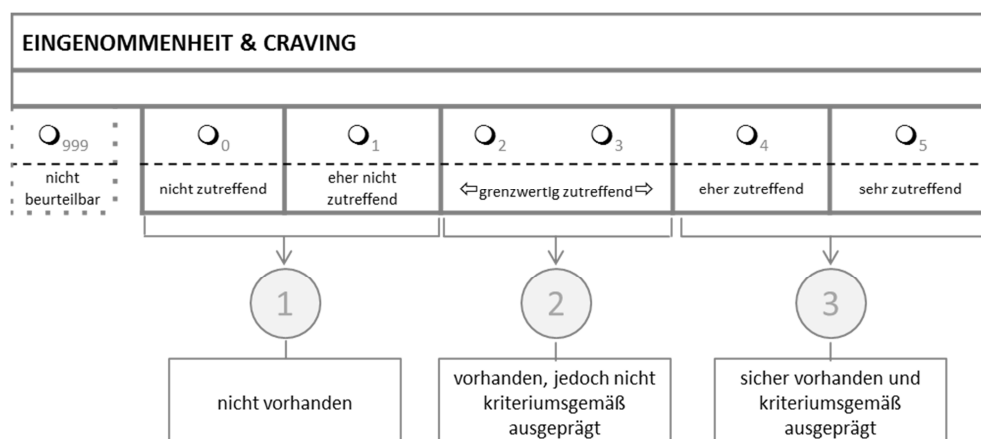 EINGENOMMENHEIT & CRAVING
999 0 1 2 3 4 5
nicht
beurteilbar
nicht zutreffend
eher nicht
zutreffend
grenzwertig zutreffend
eher zutreffend
sehr zutreffend
1 2 3
nicht vorhanden
vorhanden, jedoch nicht
kriteriumsgemäß
ausgeprägt
sicher vorhanden und
kriteriumsgemäß
ausgeprägt